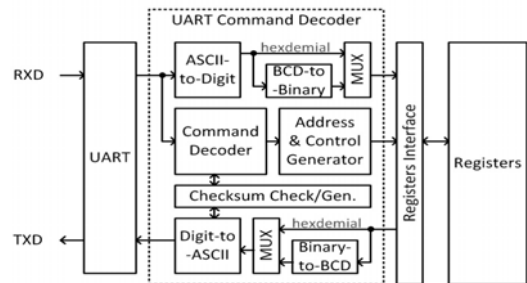 UART Command Decoder
RXD
TXD
UART
ASCII-
to-Digit
hexdemial
BCD-to
-Binary
MUX
Command
Decoder
Address
& Control
Generator
Checksum Check/Gen.
Digit-to
-ASCII
MUX
hexdemial
Binary-
to-BCD
Registers Interface
Registers